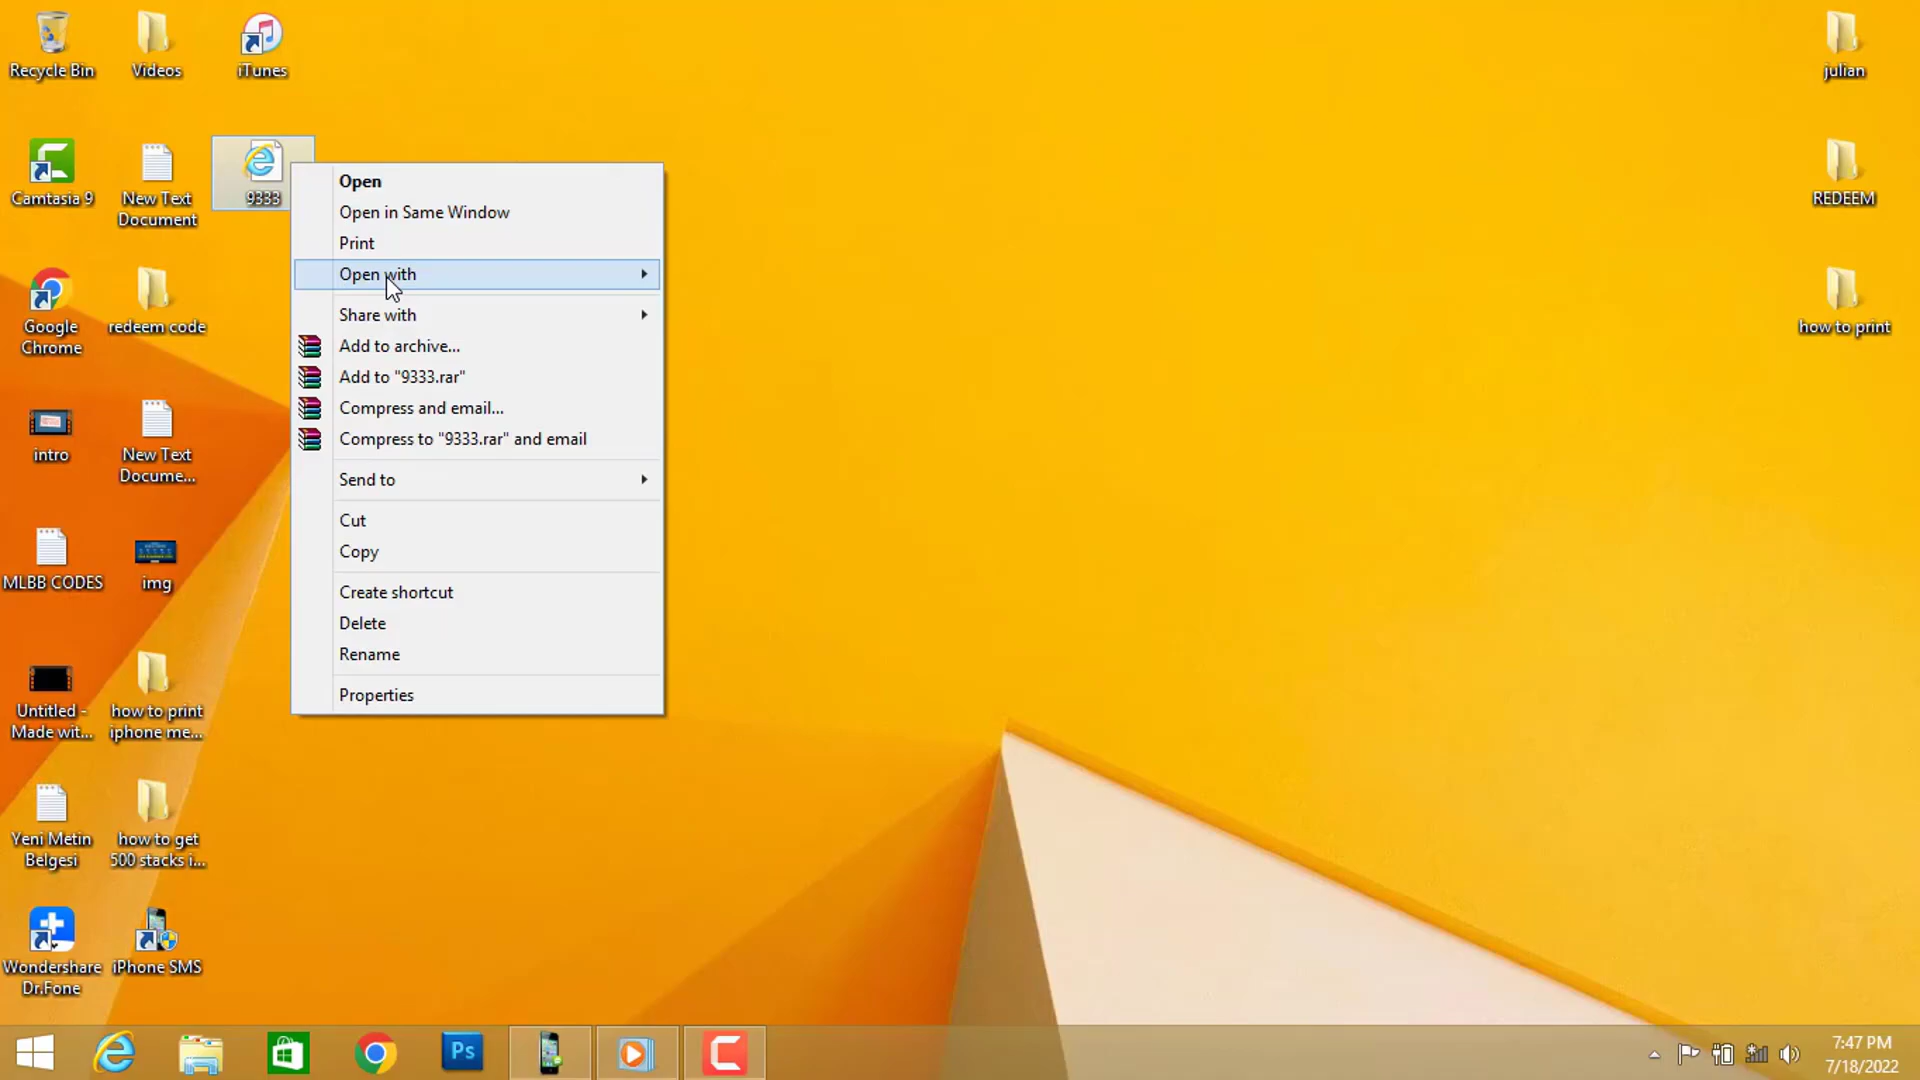 Recycle Bin
Videos
iTunes
Camtasia 9
New Text
Document
9333
Google
Chrome
redeem code
intro
New Text
Docume...
MLBB CODES
img
Untitled -
Made wit...
how to print
iphone me...
Yeni Metin
Belgesi
how to get
500 stacks i...
Wondershare
Dr.Fone
iPhone SMS
Open
Open in Same Window
Print
Open with
Share with
Add to archive...
Add to "9333.rar"
Compress and email...
Compress to "9333.rar" and email
Send to
Cut
Copy
Create shortcut
Delete
Rename
Properties
julian
REDEEM
how to print
Ps
7:47 PM
7/18/2022